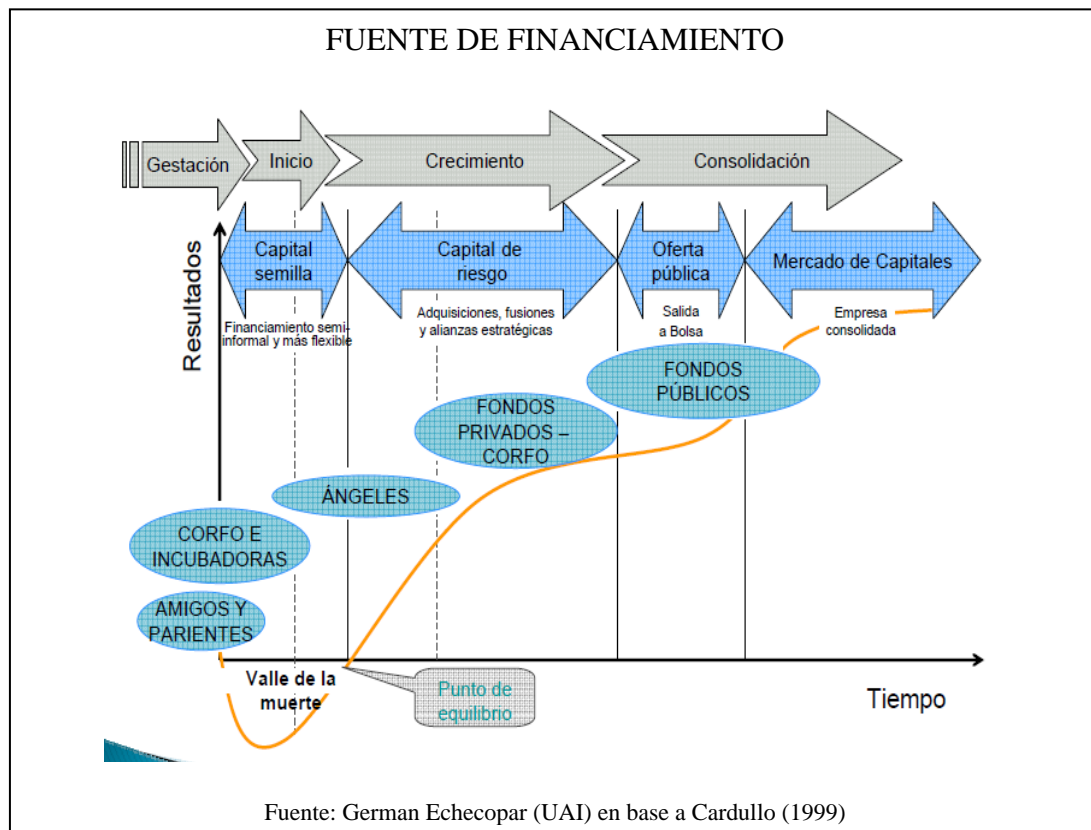 FUENTE DE FINANCIAMIENTO
Gestación
Inicio
Crecimiento
Consolidación
Resultados
Capital
semilla
Capital de
riesgo
Oferta
pública
Mercado de Capitales
Financiamiento semi-
informal y más flexible
Adquisiciones, fusiones
y alianzas estratégicas
Salida
a Bolsa
Empresa
consolidada
FONDOS
PÚBLICOS
FONDOS
PRIVADOS –
CORFO
ÁNGELES
CORFO E
INCUBADORAS
AMIGOS Y
PARIENTES
Valle de la
muerte
Punto de
equilibrio
Tiempo
Fuente: German Echecopar (UAI) en base a Cardullo (1999)